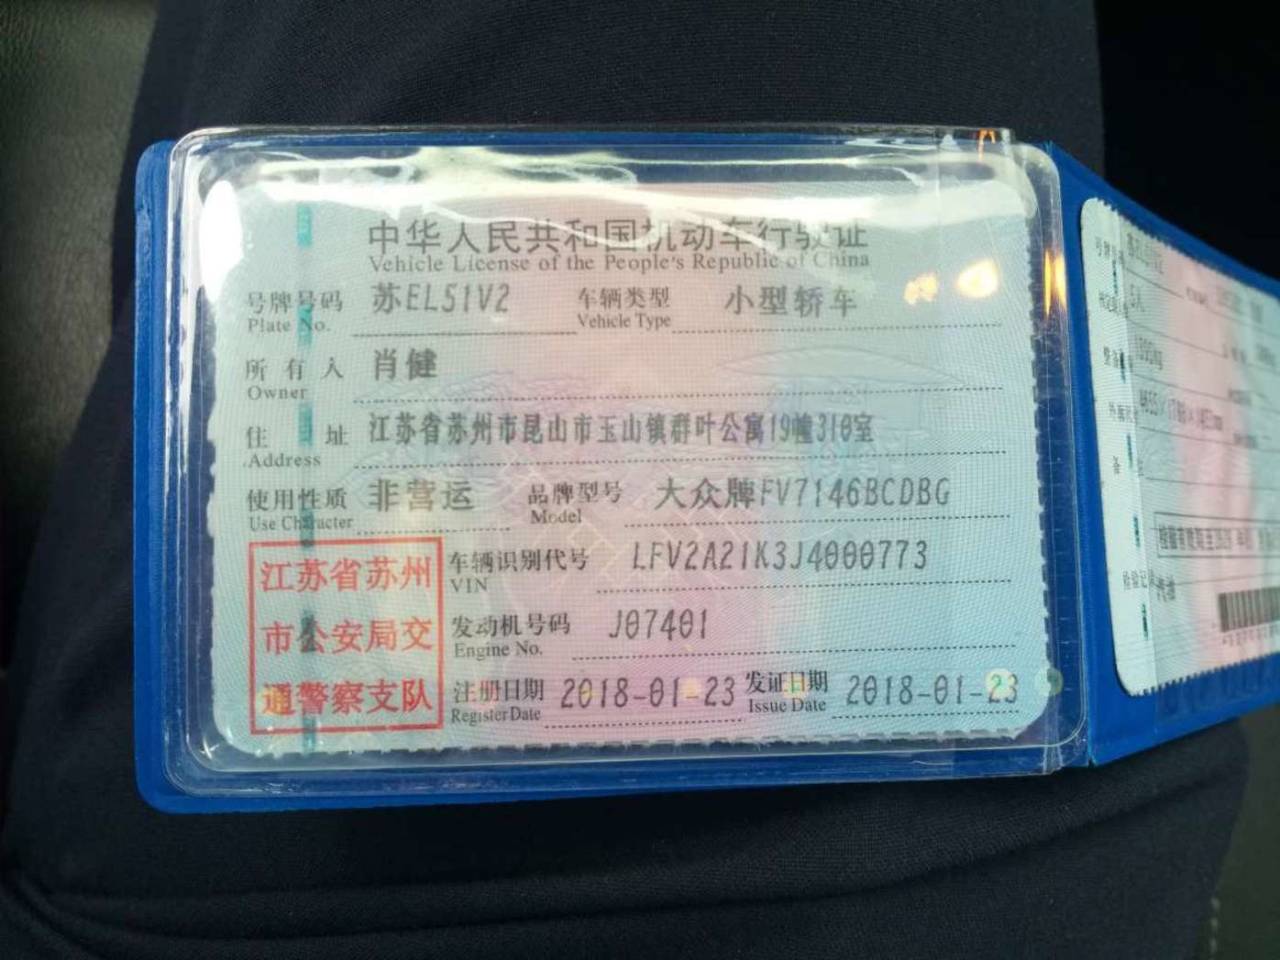 中华人民共和国机动车行驶证
Vehicle License of the People's Republic of China
号牌号码 苏EL51V2 车辆类型 小型轿车
Plate No. Vehicle Type
所有人 肖健
Owner
住址 江苏省苏州市昆山市玉山镇群叶公寓19幢310室
Address
使用性质 非营运 品牌型号 大众牌FV7146BCDBG
Use Character Model
江苏省苏州
市公安局交
通警察支队
车辆识别代号 LFV2A21K3J4000773
VIN
发动机号码 J07401
Engine No.
注册日期 2018-01-23 发证日期 2018-01-23
Register Date Issue Date